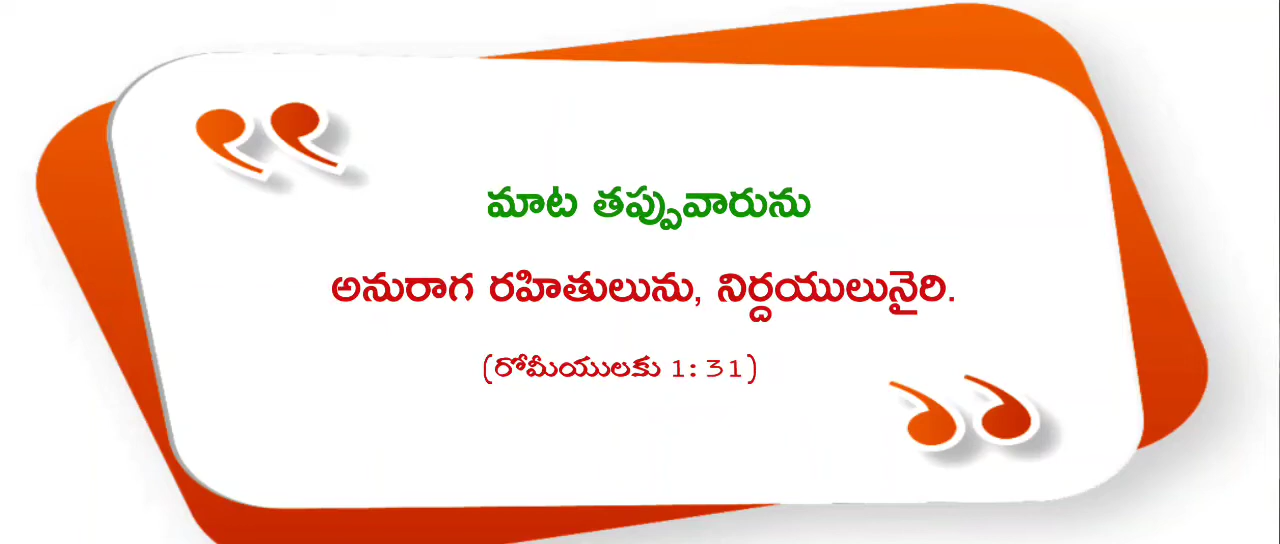 మాట తప్పువారును
అనురాగ రహితులును, నిర్దయులునైరి.
(రోమీయులకు 1:31)